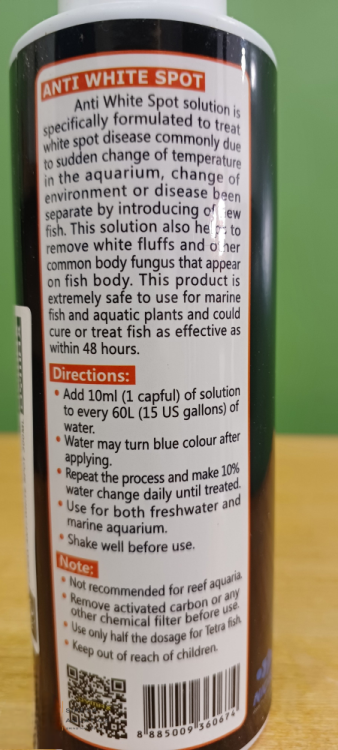 ANTI WHITE SPOT
Anti White Spot solution is
specifically formulated to treat
white spot disease commonly due
to sudden change of temperature
in the aquarium, change of
environment or disease been
separate by introducing of new
fish. This solution also helps to
remove white fluffs and other
common body fungus that appear
on fish body. This product is
extremely safe to use for marine
fish and aquatic plants and could
cure or treat fish as effective as
within 48 hours.
Directions:
• Add 10ml (1 capful) of solution
to every 60L (15 US gallons) of
water.
• Water may turn blue colour after
applying.
• Repeat the process and make 10%
water change daily until treated.
• Use for both freshwater and
marine aquarium.
• Shake well before use.
Note:
• Not recommended for reef aquaria.
• Remove activated carbon or any
other chemical filter before use.
• Use only half the dosage for Tetra fish.
• Keep out of reach of children.
8 885009 360674